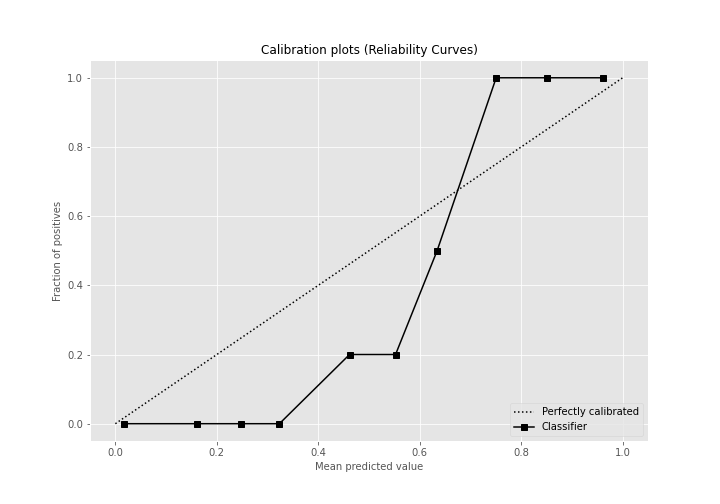 Calibration plots (Reliability Curves)
1.0
0.8
0.6
0.4
0.2
0.0
Fraction of positives
0.0 0.2 0.4 0.6 0.8 1.0
Mean predicted value
Perfectly calibrated
Classifier